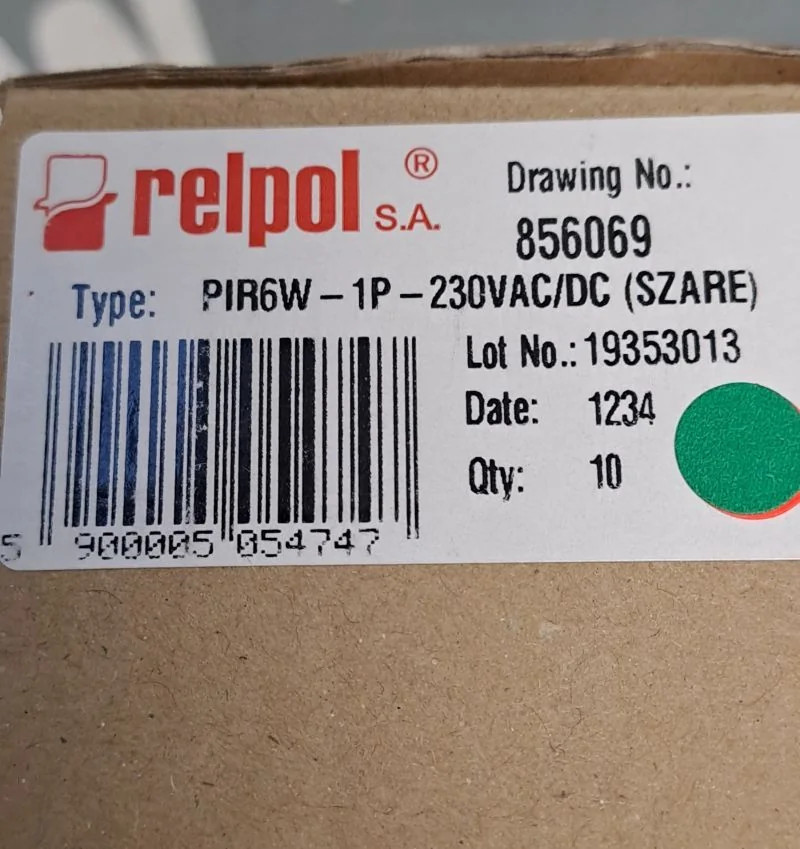 relpol ® S.A.
Drawing No.:
856069
Type: PIR6W – 1P – 230VAC/DC (SZARE)
Lot No.: 19353013
Date: 1234
Qty: 10
5 900005 054747